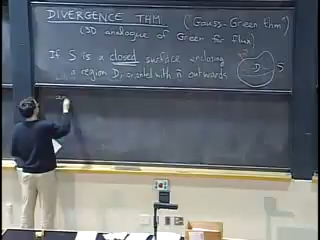 DIVERGENCE THM. ("Gauss-Green thm")
(3D analogue of Green for flux)
If S is a closed surface enclosing
a region D, oriented with n̂ outwards
D S